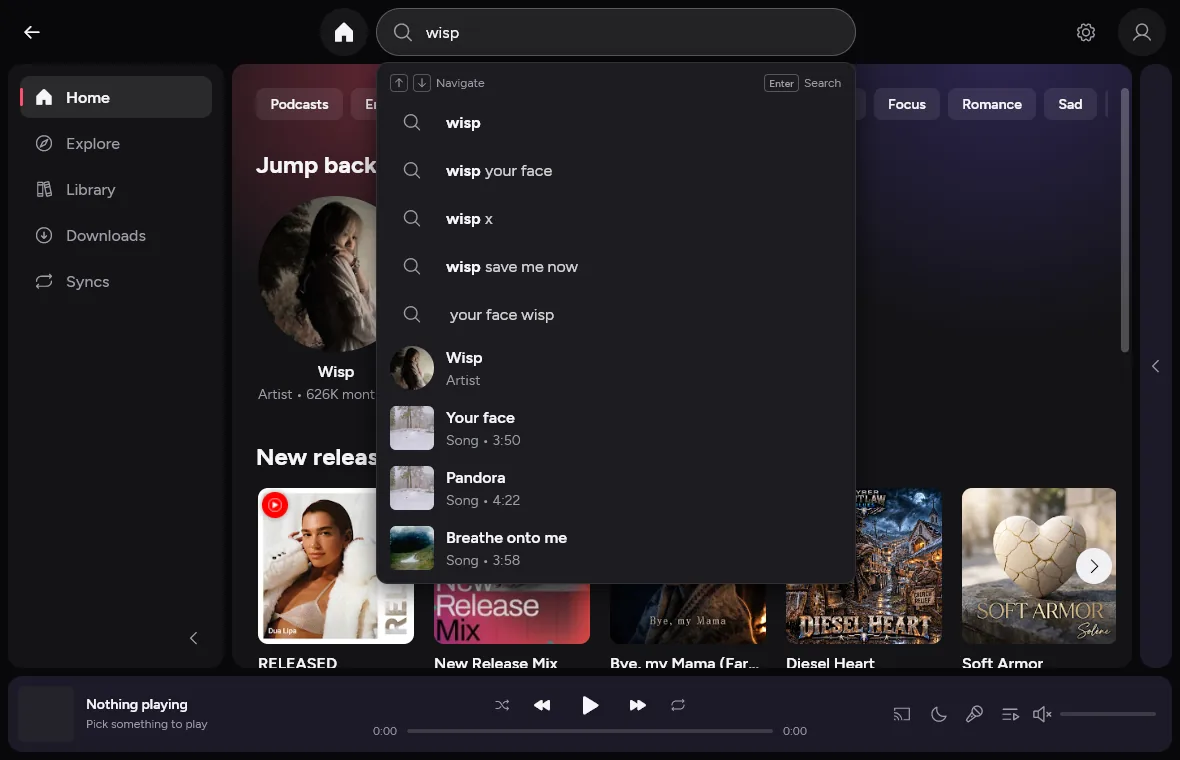 wisp
Navigate
Enter Search
Home
Explore
Library
Downloads
Syncs
Podcasts
Focus
Romance
Sad
Jump back
Wisp
Artist • 626K mont
New releas
wisp
wisp your face
wisp x
wisp save me now
your face wisp
Wisp
Artist
Your face
Song • 3:50
Pandora
Song • 4:22
Breathe onto me
Song • 3:58
Dua Lipa
RELEASED
New
Release
Mix
New Release Mix
Bye, my Mama
Bye, my Mama (Far...
DIESEL HEART
Diesel Heart
SOFT ARMOR
Solene
Soft Armor
Nothing playing
Pick something to play
0:00
0:00